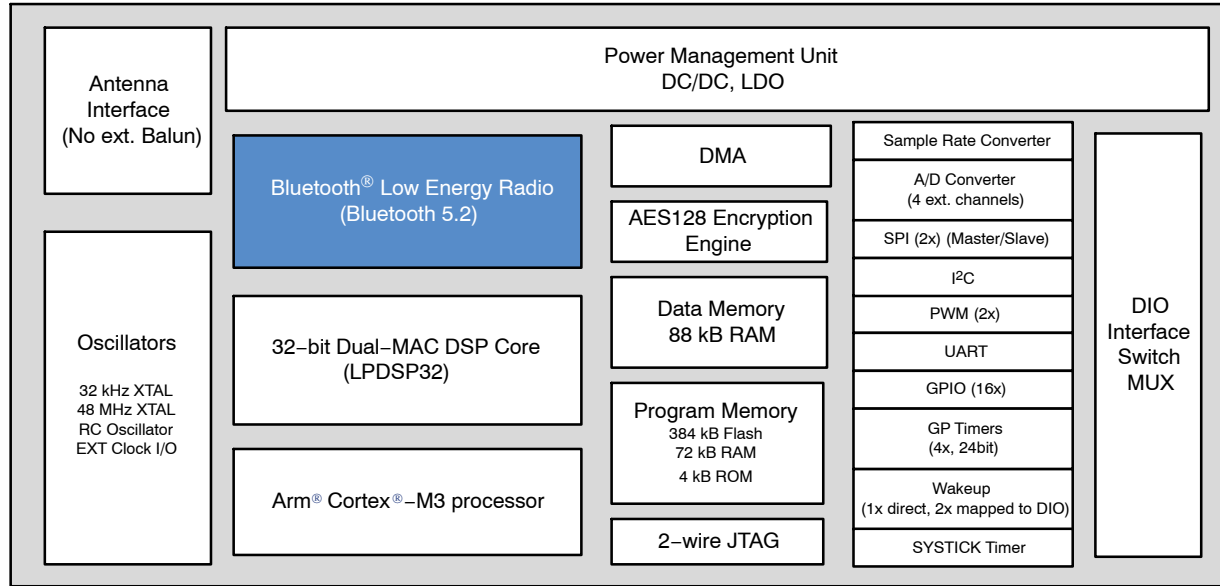 Antenna
Interface
(No ext. Balun)
Power Management Unit
DC/DC, LDO
Bluetooth® Low Energy Radio
(Bluetooth 5.2)
DMA
AES128 Encryption
Engine
Sample Rate Converter
A/D Converter
(4 ext. channels)
SPI (2x) (Master/Slave)
I²C
PWM (2x)
UART
GPIO (16x)
GP Timers
(4x, 24bit)
Wakeup
(1x direct, 2x mapped to DIO)
SYSTICK Timer
DIO
Interface
Switch
MUX
Oscillators
32 kHz XTAL
48 MHz XTAL
RC Oscillator
EXT Clock I/O
32−bit Dual−MAC DSP Core
(LPDSP32)
Data Memory
88 kB RAM
Program Memory
384 kB Flash
72 kB RAM
4 kB ROM
Arm® Cortex®−M3 processor
2−wire JTAG